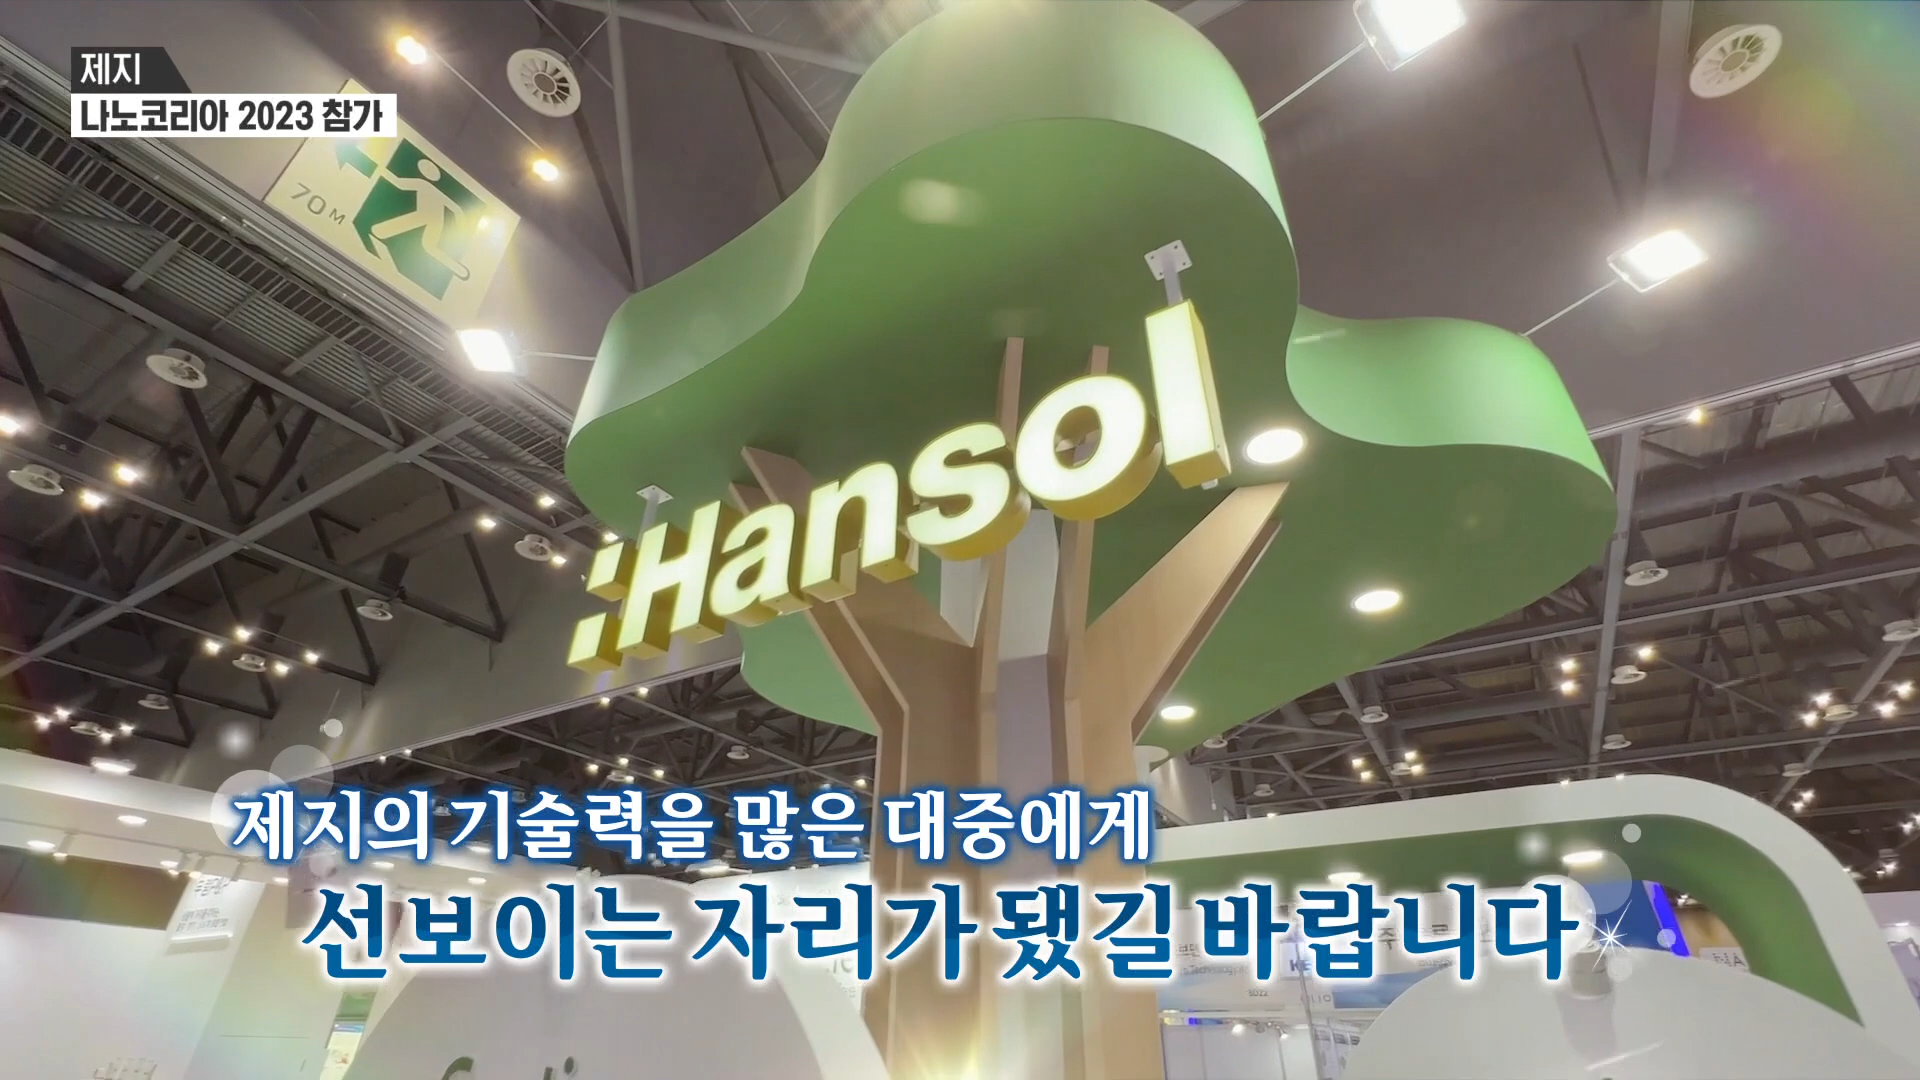 제지
나노코리아 2023 참가
70M
Hansol
제지의 기술력을 많은 대중에게
선보이는 자리가 됐길 바랍니다